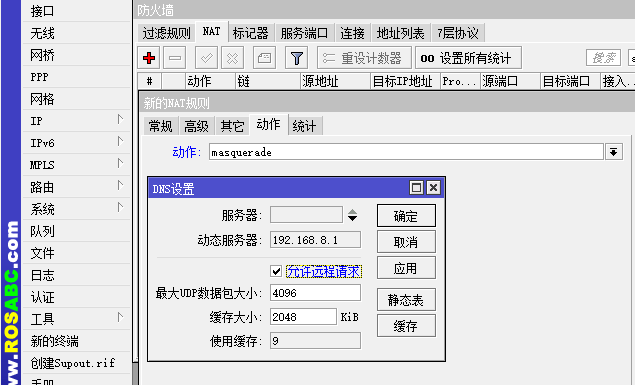 接口
无线
网桥
PPP
网格
IP
IPv6
MPLS
路由
系统
队列
文件
日志
认证
工具
新的终端
创建Supout.rif
手册
ww.ROSABC.com
防火墙
过滤规则 NAT 标记器 服务端口 连接 地址列表 7层协议
重设计数器 00 设置所有统计 搜索
# 动作 链 源地址 目标IP地址 Pro... 源端口 目标端口 接入...
新的NAT规则
常规 高级 其它 动作 统计
动作: masquerade
DNS设置
服务器:
动态服务器: 192.168.8.1
允许远程请求
最大UDP数据包大小: 4096
缓存大小: 2048 KiB
使用缓存: 9
确定
取消
应用
静态表
缓存